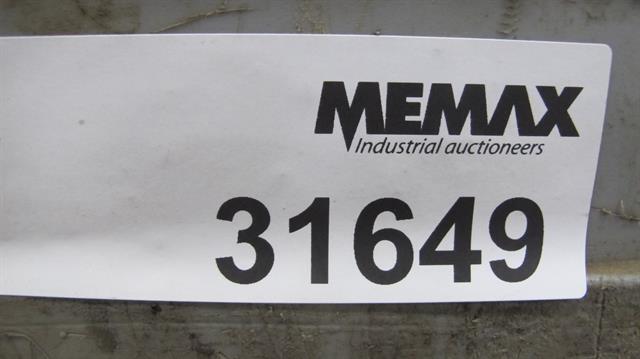 MEMAX
Industrial auctioneers
31649